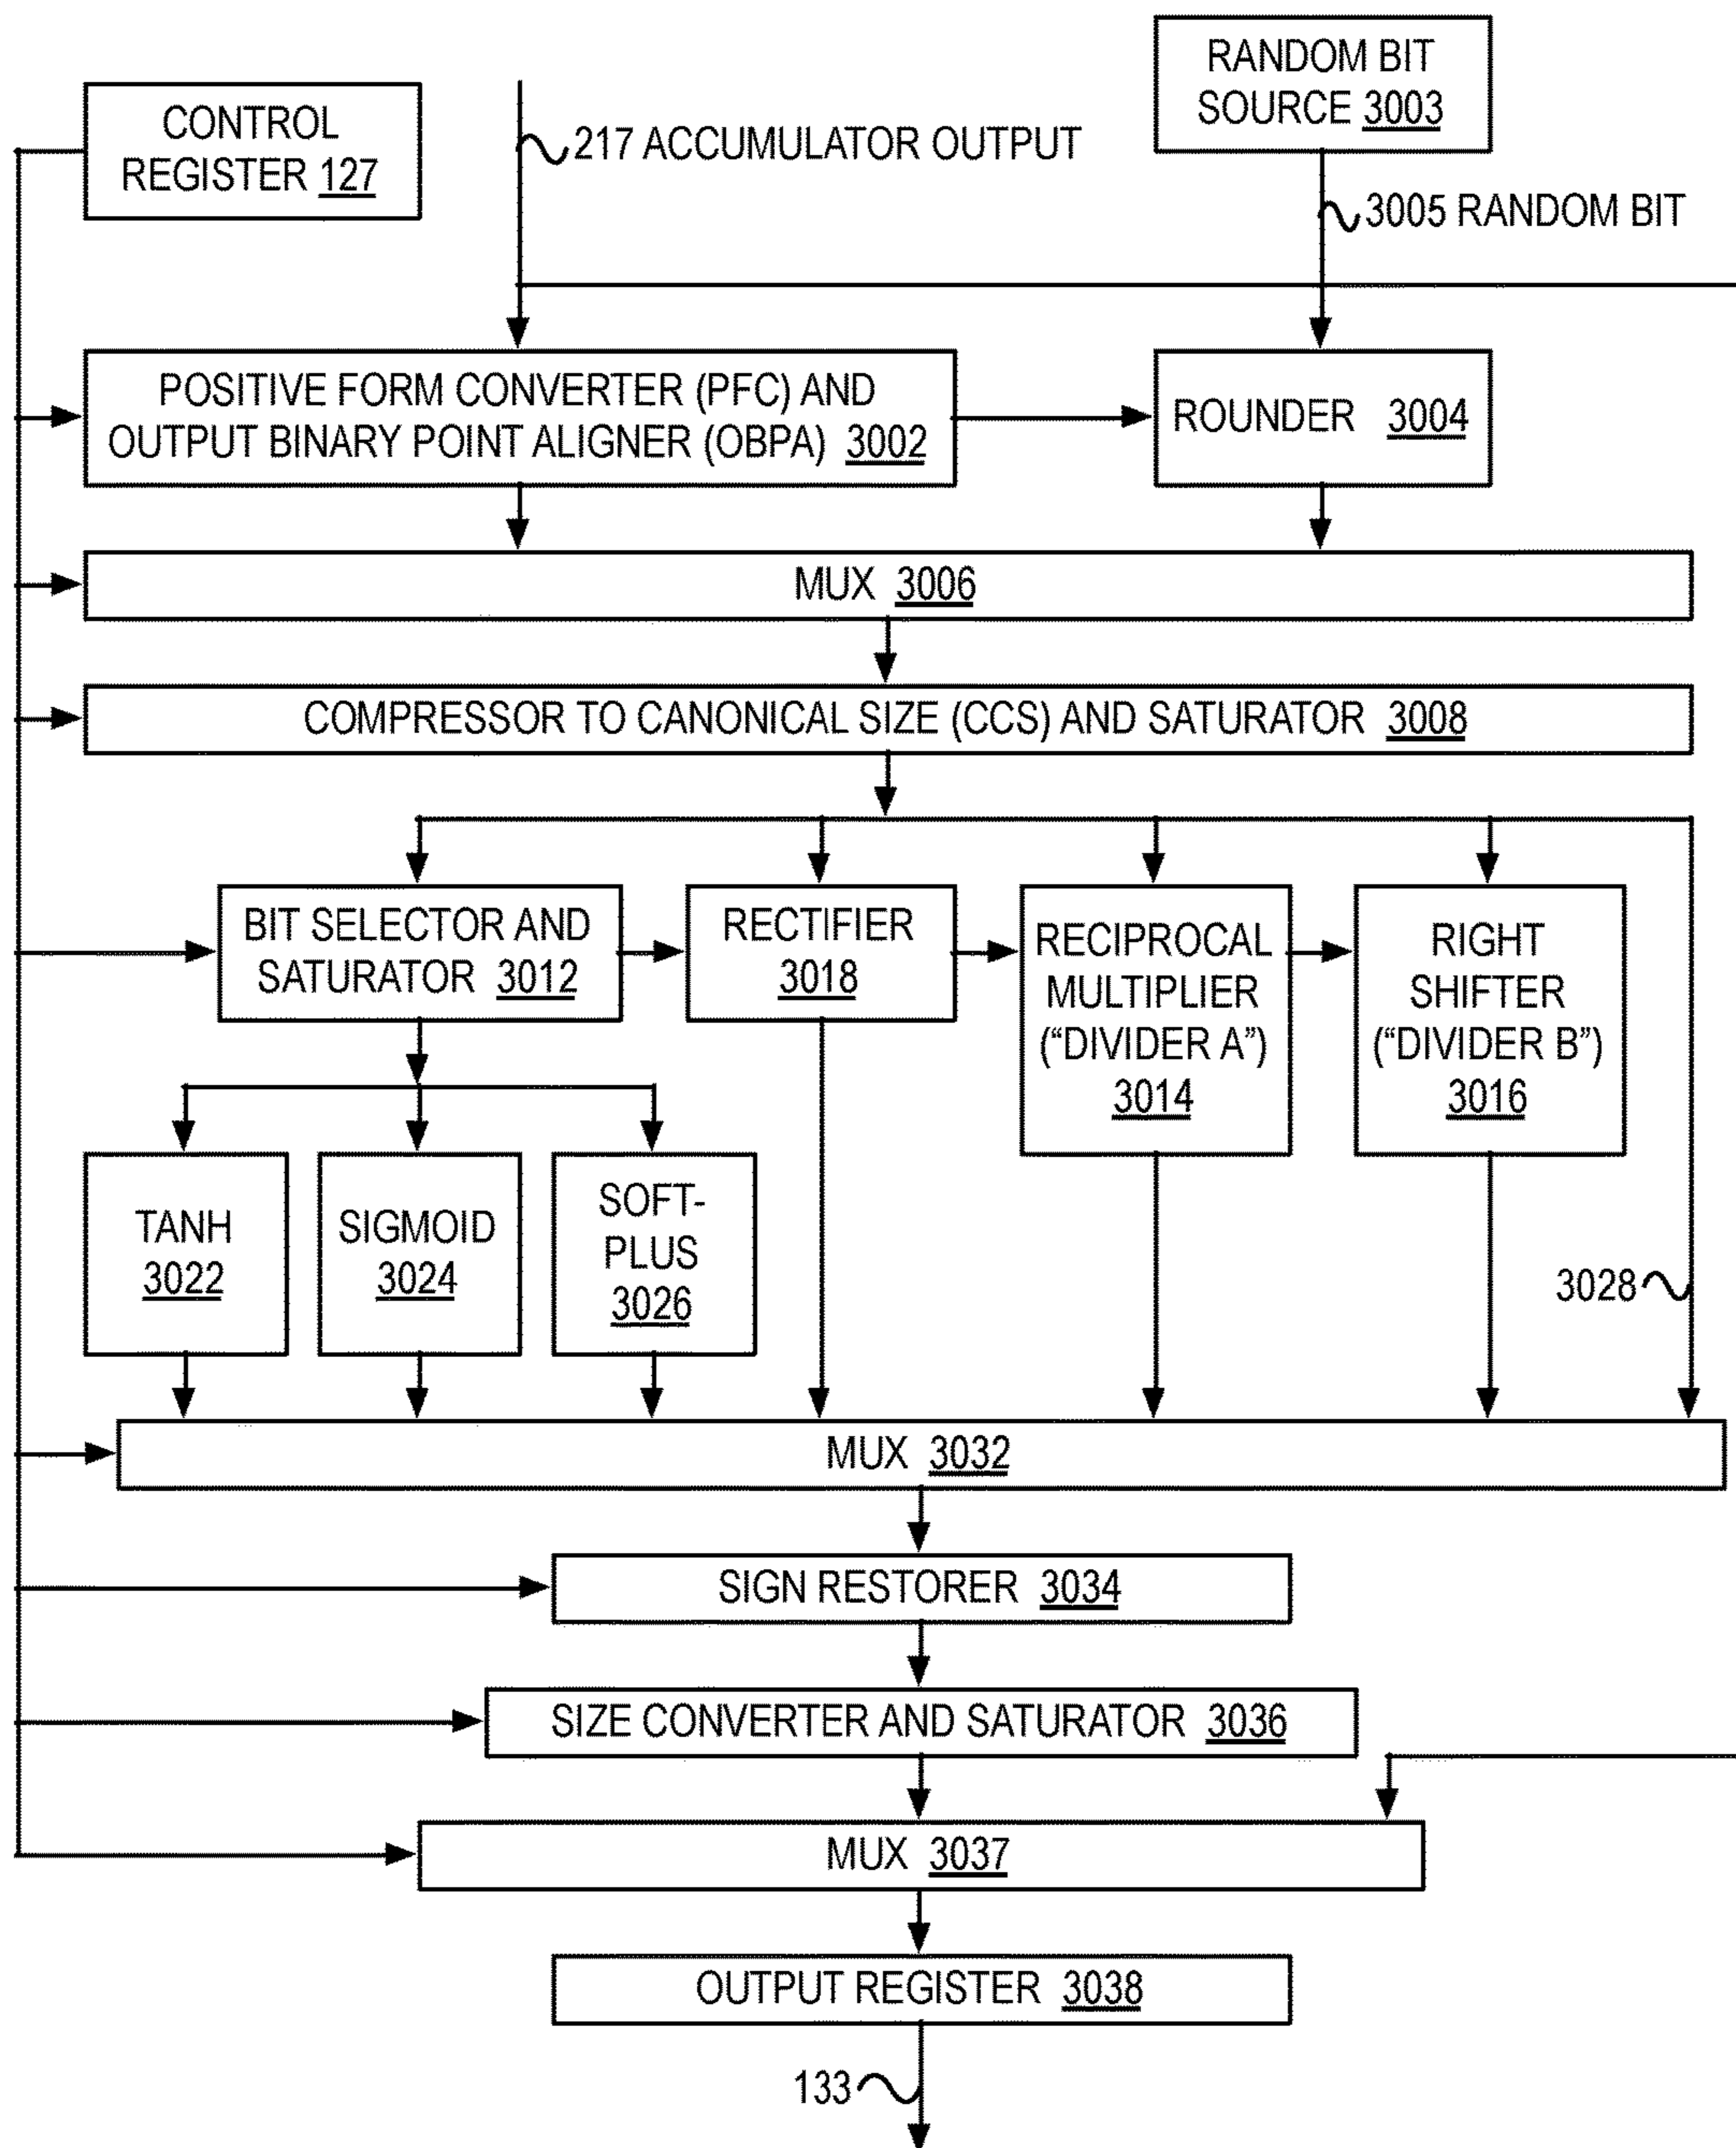 RANDOM BIT
SOURCE 3003
CONTROL
REGISTER 127
217 ACCUMULATOR OUTPUT
3005 RANDOM BIT
POSITIVE FORM CONVERTER (PFC) AND
OUTPUT BINARY POINT ALIGNER (OBPA) 3002
ROUNDER 3004
MUX 3006
COMPRESSOR TO CANONICAL SIZE (CCS) AND SATURATOR 3008
BIT SELECTOR AND
SATURATOR 3012
RECTIFIER
3018
RECIPROCAL
MULTIPLIER
(“DIVIDER A”)
3014
RIGHT
SHIFTER
(“DIVIDER B”)
3016
TANH
3022
SIGMOID
3024
SOFT-
PLUS
3026
3028
MUX 3032
SIGN RESTORER 3034
SIZE CONVERTER AND SATURATOR 3036
MUX 3037
OUTPUT REGISTER 3038
133